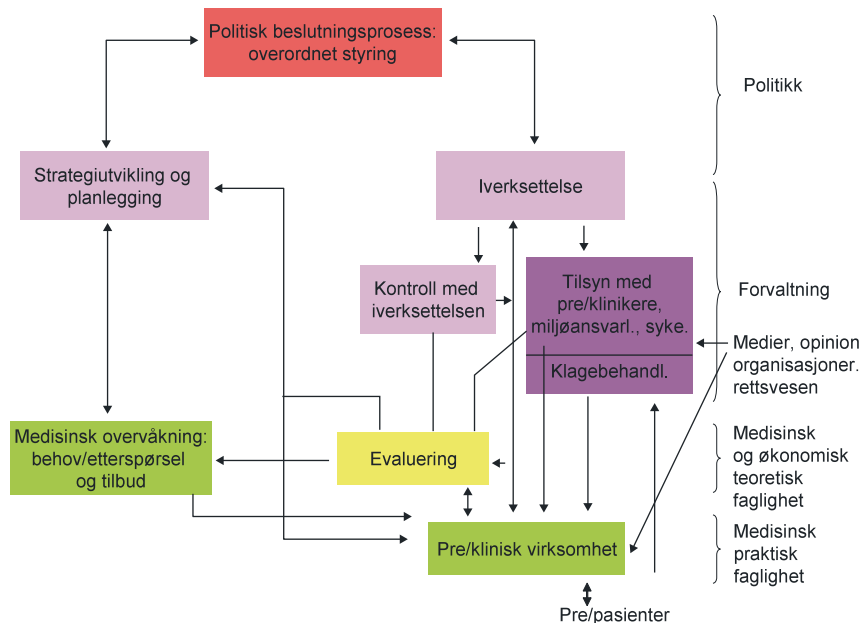 Politisk beslutningsprosess:
overordnet styring
Politikk
Strategiutvikling og
planlegging
Iverksettelse
Kontroll med
iverksettelsen
Tilsyn med
pre/klinikere,
miljøansvarl., syke.
Klagebehandl.
Forvaltning
Medier, opinion
organisasjoner.
rettsvesen
Medisinsk overvåkning:
behov/etterspørsel
og tilbud
Evaluering
Medisinsk
og økonomisk
teoretisk
faglighet
Pre/klinisk virksomhet
Medisinsk
praktisk
faglighet
Pre/pasienter